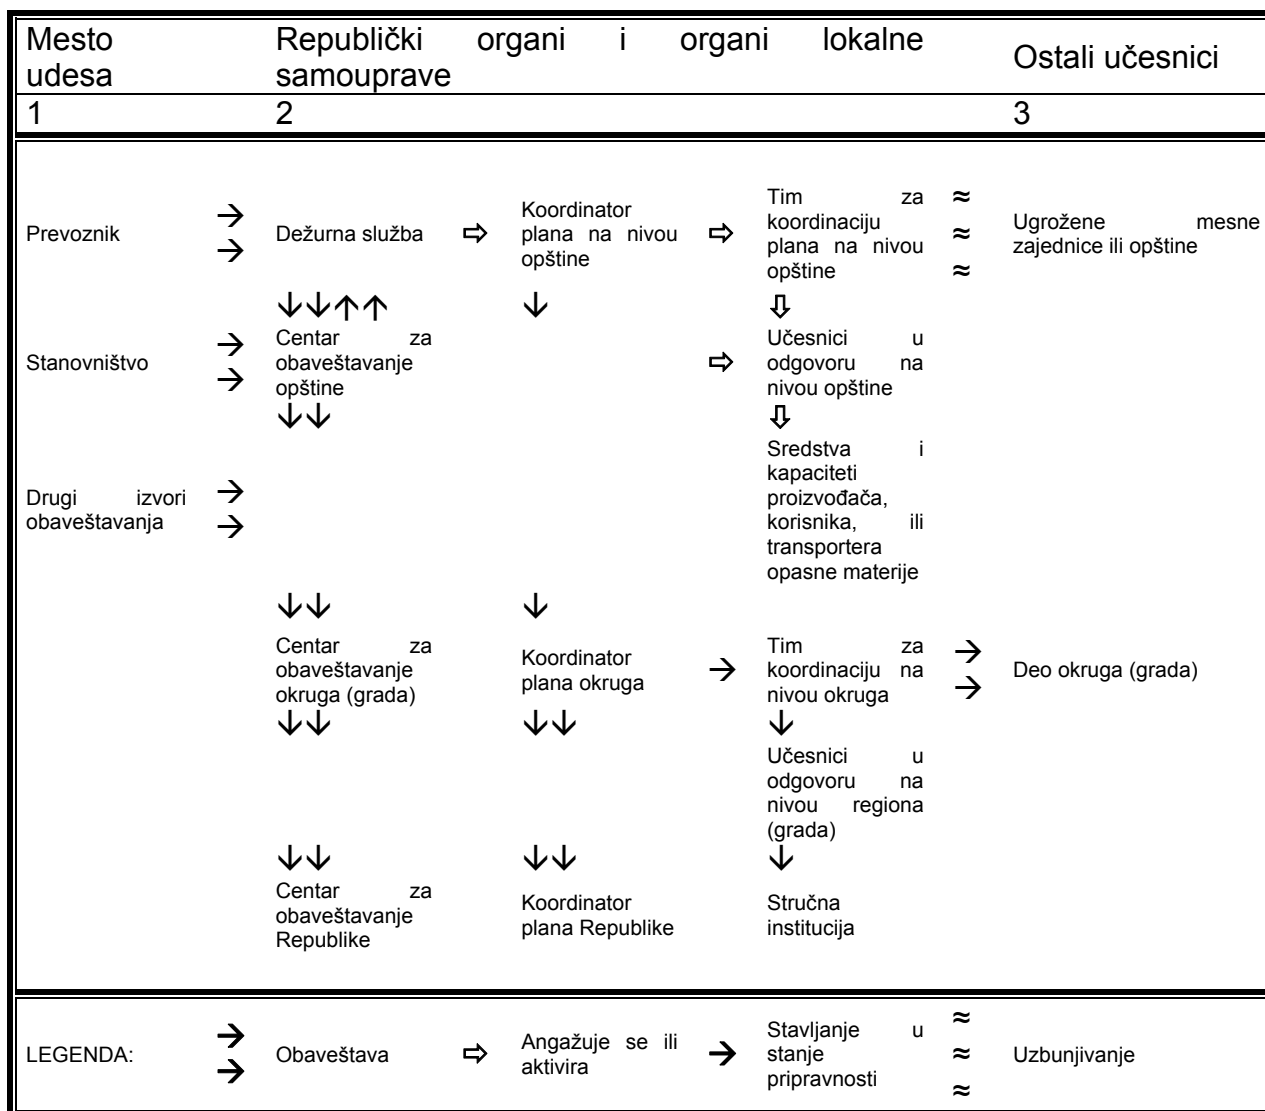 Mesto
udesa
Republički organi i organi lokalne
samouprave
Ostali učesnici
1
2
3
Prevoznik
→
→
Dežurna služba
⇨
Koordinator
plana na nivou
opštine
⇨
Tim za
koordinaciju
plana na nivou
opštine
≈
≈
≈
Ugrožene mesne
zajednice ili opštine
↓↓↑↑
↓
⇩
Stanovništvo
→
→
Centar za
obaveštavanje
opštine
⇨
Učesnici u
odgovoru na
nivou opštine
↓↓
⇩
Drugi izvori
obaveštavanja
→
→
Sredstva i
kapaciteti
proizvođača,
korisnika, ili
transportera
opasne materije
↓↓
↓
Centar za
obaveštavanje
okruga (grada)
Koordinator
plana okruga
→
Tim za
koordinaciju na
nivou okruga
→
→
Deo okruga (grada)
↓↓
↓↓
↓
Učesnici u
odgovoru na
nivou regiona
(grada)
↓↓
↓↓
↓
Centar za
obaveštavanje
Republike
Koordinator
plana Republike
Stručna
institucija
LEGENDA:
→
→
Obaveštava
⇨
Angažuje se ili
aktivira
→
Stavljanje u
stanje
pripravnosti
≈
≈
≈
Uzbunjivanje